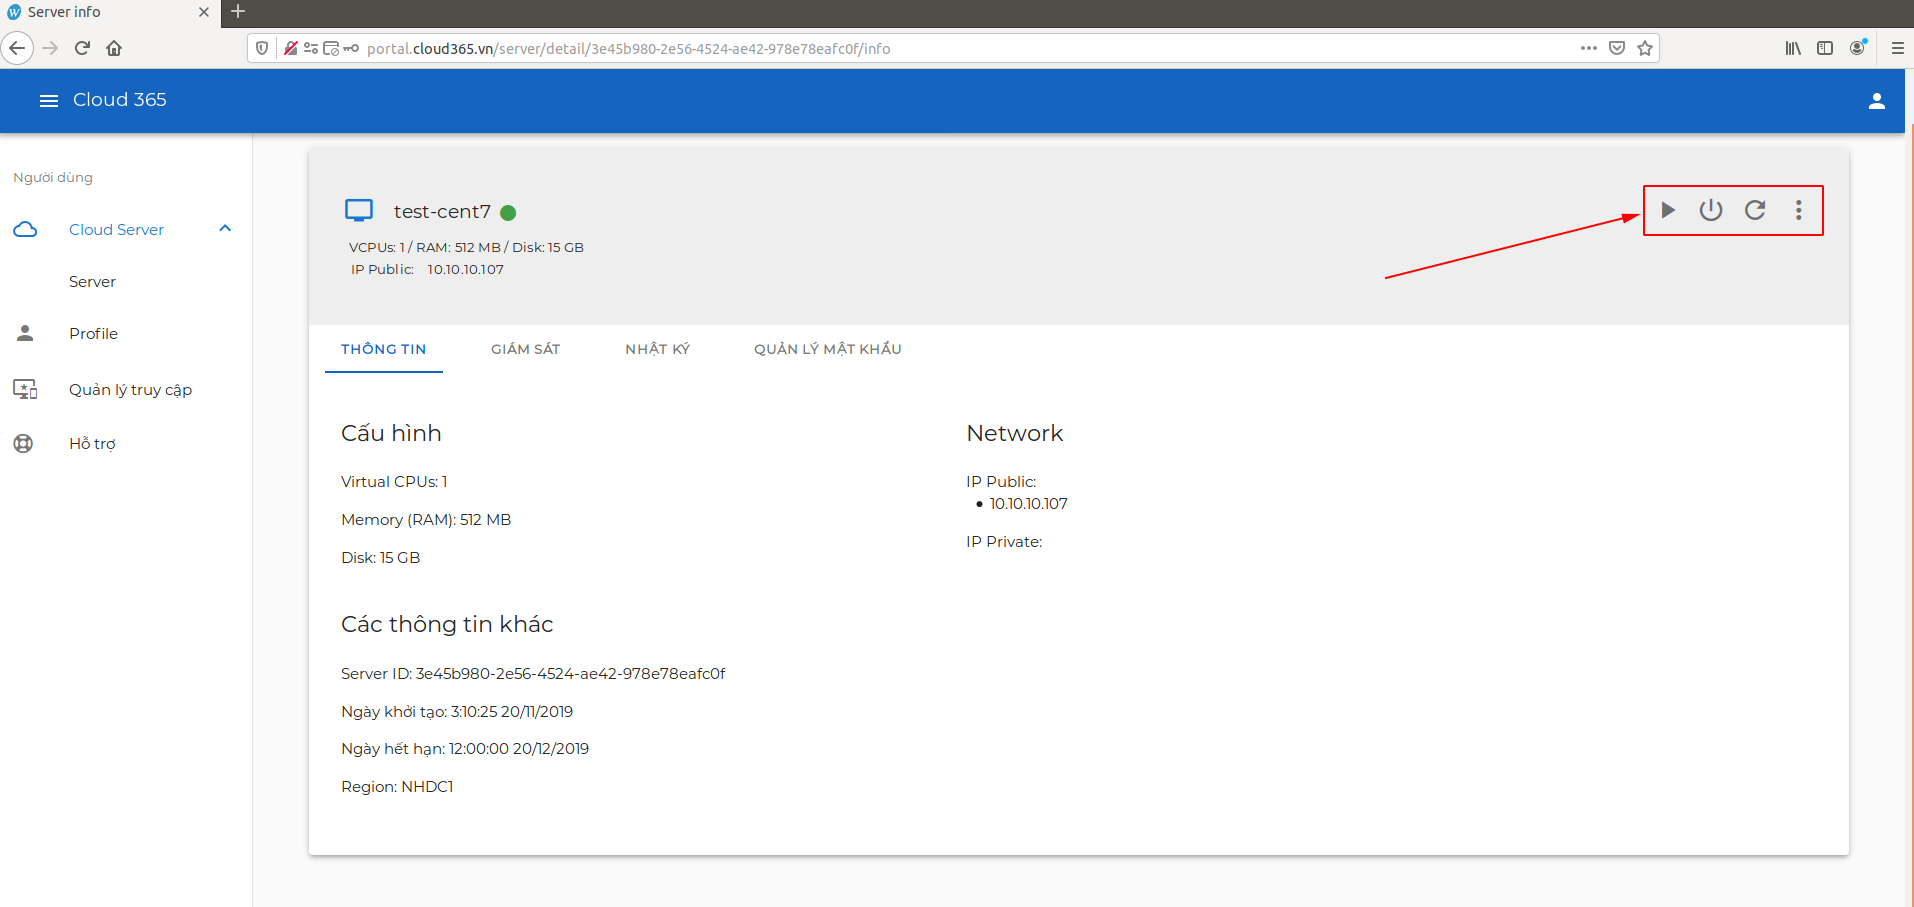 Server info
portal.cloud365.vn/server/detail/3e45b980-2e56-4524-ae42-978e78eafc0f/info
Cloud 365
Người dùng
Cloud Server
Server
Profile
Quản lý truy cập
Hỗ trợ
test-cent7
VCPUs: 1 / RAM: 512 MB / Disk: 15 GB
IP Public: 10.10.10.107
THÔNG TIN
GIÁM SÁT
NHẬT KÝ
QUẢN LÝ MẬT KHẨU
Cấu hình
Virtual CPUs: 1
Memory (RAM): 512 MB
Disk: 15 GB
Network
IP Public:
10.10.10.107
IP Private:
Các thông tin khác
Server ID: 3e45b980-2e56-4524-ae42-978e78eafc0f
Ngày khởi tạo: 3:10:25 20/11/2019
Ngày hết hạn: 12:00:00 20/12/2019
Region: NHDC1